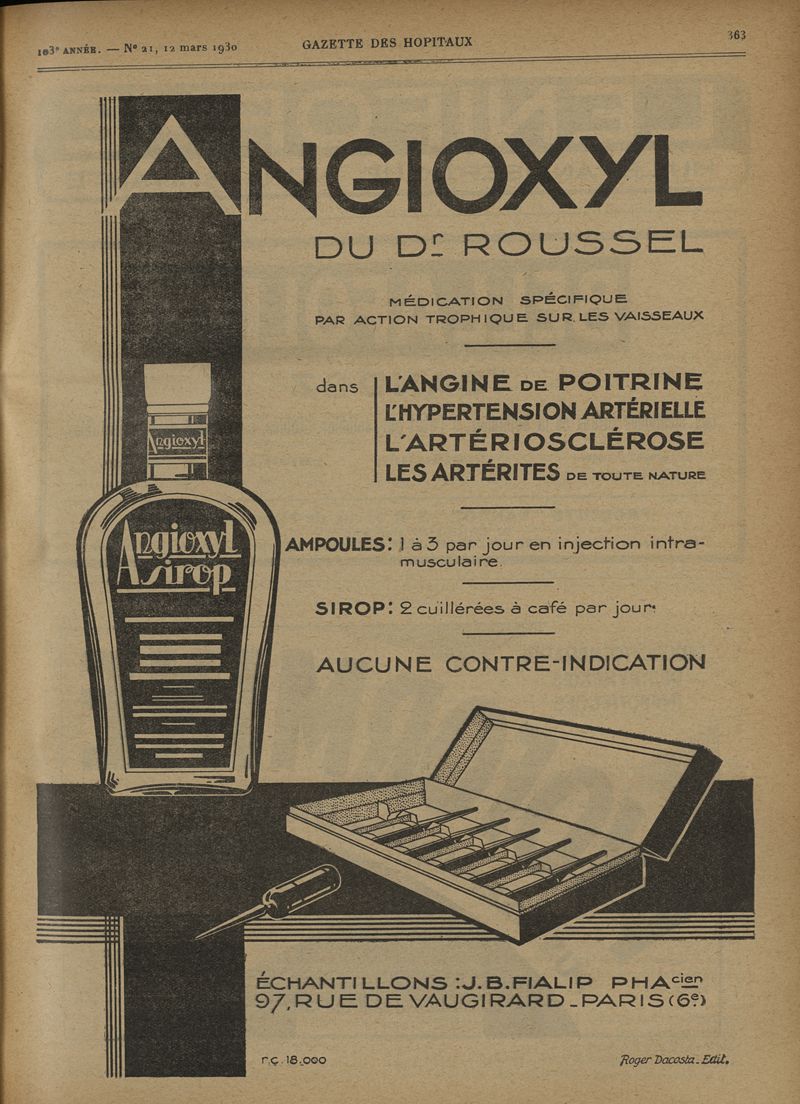 103e ANNÉE. — No 21, 12 mars 1930
GAZETTE DES HOPITAUX
363
ANGIOXYL
DU Dr ROUSSEL
MÉDICATION SPÉCIFIQUE
PAR ACTION TROPHIQUE SUR LES VAISSEAUX
dans
L'ANGINE DE POITRINE
L'HYPERTENSION ARTÉRIELLE
L'ARTÉRIOSCLÉROSE
LES ARTÉRITES DE TOUTE NATURE
Angioxyl
Angioxyl
sirop
AMPOULES: 1 à 3 par jour en injection intra-
musculaire.
SIROP: 2 cuillérées à café par jour.
AUCUNE CONTRE-INDICATION
ÉCHANTILLONS : J.B. FIALIP PHAcien
97, RUE DE VAUGIRARD - PARIS (6e)
r.c. 18.000
Roger Dacosta - Edit.